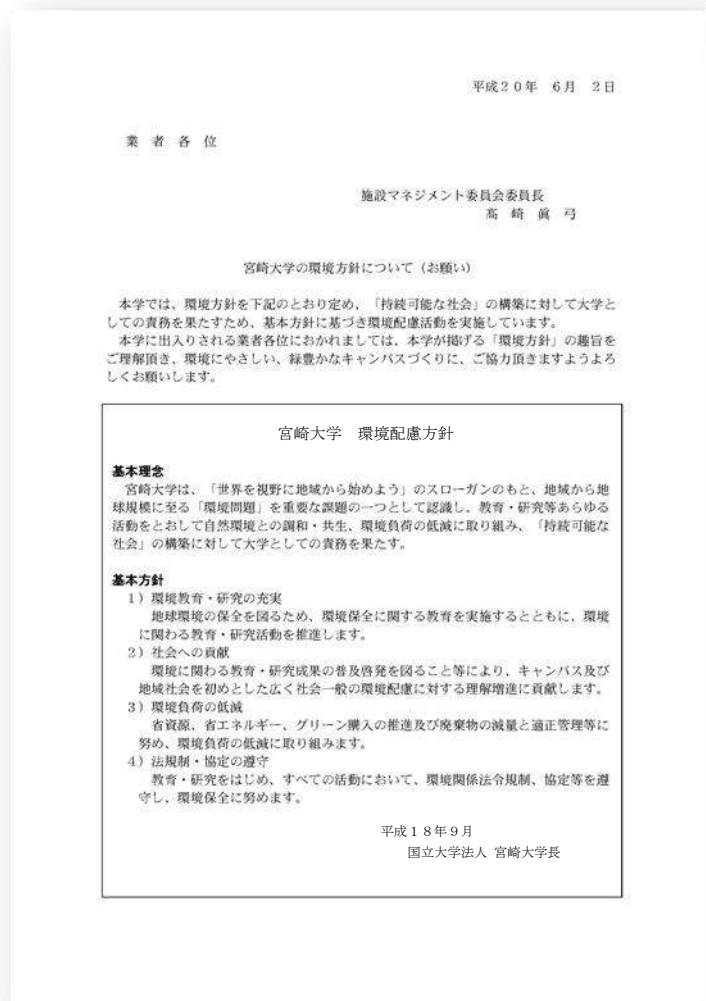 平成２０年　６月　２日
業　者　各　位
施設マネジメント委員会委員長
髙　崎　眞　弓
宮崎大学の環境方針について（お願い）
本学では、環境方針を下記のとおり定め、「持続可能な社会」の構築に対して大学と
しての責務を果たすため、基本方針に基づき環境配慮活動を実施しています。
本学に出入りされる業者各位におかれましては、本学が掲げる「環境方針」の趣旨を
ご理解頂き、環境にやさしい、緑豊かなキャンパスづくりに、ご協力頂きますようよろ
しくお願いします。
宮崎大学　環境配慮方針
基本理念
宮崎大学は、「世界を視野に地域から始めよう」のスローガンのもと、地域から地
球規模に至る「環境問題」を重要な課題の一つとして認識し、教育・研究等あらゆる
活動をとおして自然環境との調和・共生、環境負荷の低減に取り組み、「持続可能な
社会」の構築に対して大学としての責務を果たす。
基本方針
１）環境教育・研究の充実
地球環境の保全を図るため、環境保全に関する教育を実施するとともに、環境
に関わる教育・研究活動を推進します。
２）社会への貢献
環境に関わる教育・研究成果の普及啓発を図ること等により、キャンパス及び
地域社会を初めとした広く社会一般の環境配慮に対する理解増進に貢献します。
３）環境負荷の低減
省資源、省エネルギー、グリーン購入の推進及び廃棄物の減量と適正管理等に
努め、環境負荷の低減に取り組みます。
４）法規制・協定の遵守
教育・研究をはじめ、すべての活動において、環境関係法令規制、協定等を遵
守し、環境保全に努めます。
平成１８年９月
国立大学法人 宮崎大学長